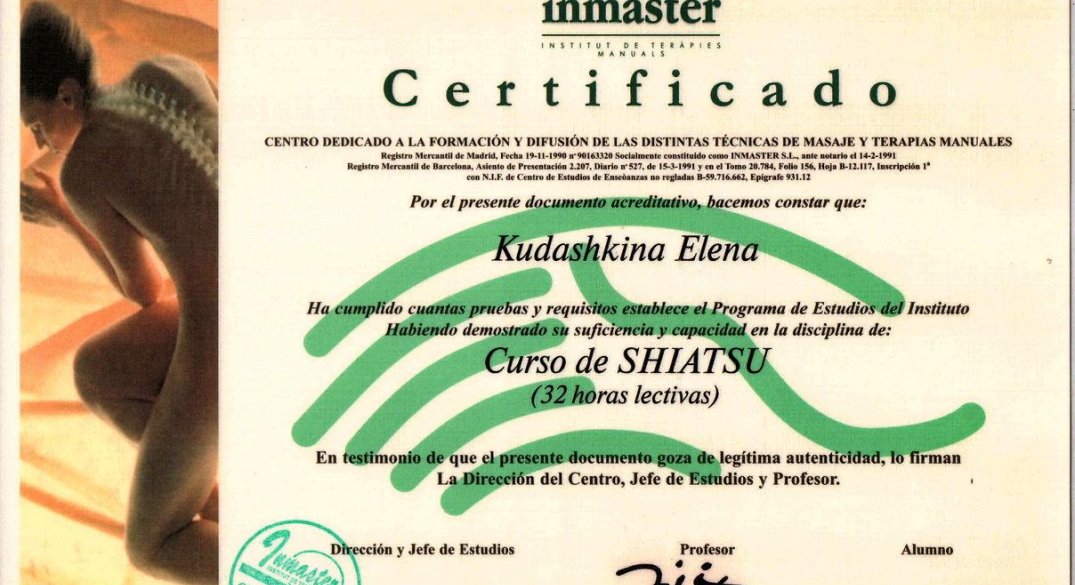 inmaster
INSTITUT DE TERÀPIES
MANUALS
Certificado
CENTRO DEDICADO A LA FORMACIÓN Y DIFUSIÓN DE LAS DISTINTAS TÉCNICAS DE MASAJE Y TERAPIAS MANUALES
Registro Mercantil de Madrid, Fecha 19-11-1990 nº 90163320 Socialmente constituido como INMASTER S.L., ante notario el 14-2-1991
Registro Mercantil de Barcelona, Asiento de Presentación 2.207, Diario nº 527, de 15-3-1991 y en el Tomo 20.784, Folio 156, Hoja B-12.117, Inscripción 1ª
con N.I.F. de Centro de Estudios de Enseñanzas no regladas B-59.716.662, Epígrafe 931.12
Por el presente documento acreditativo, bacemos constar que:
Kudashkina Elena
Ha cumplido cuantas pruebas y requisitos establece el Programa de Estudios del Instituto
Habiendo demostrado su suficiencia y capacidad en la disciplina de:
Curso de SHIATSU
(32 horas lectivas)
En testimonio de que el presente documento goza de legítima autenticidad, lo firman
La Dirección del Centro, Jefe de Estudios y Profesor.
Dirección y Jefe de Estudios Profesor Alumno
Inmaster